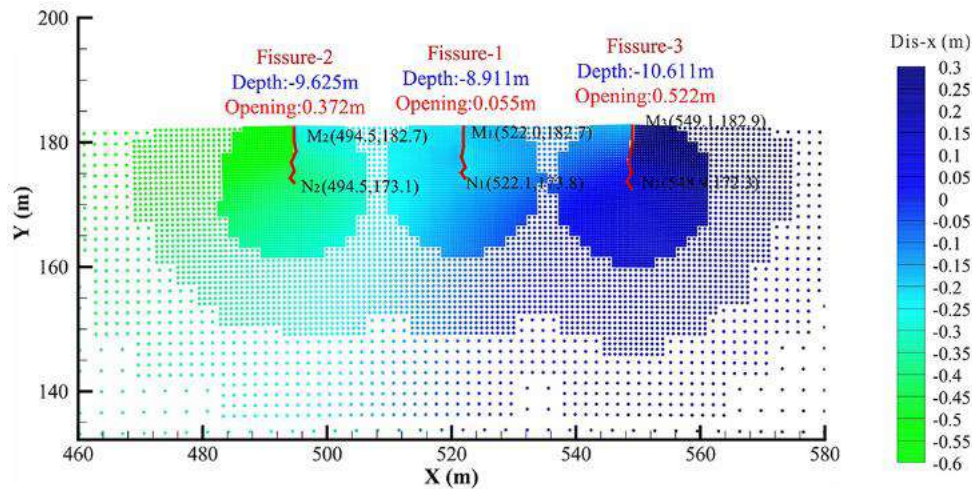 200
190
180
160
140
Y (m)
Fissure-2
Depth:-9.625m
Opening:0.372m
Fissure-1
Depth:-8.911m
Opening:0.055m
Fissure-3
Depth:-10.611m
Opening:0.522m
M₂(494.5,182.7)
M₁(522.0,182.7)
M₃(549.1,182.9)
N₂(494.5,173.1)
460
480
500
520
540
560
580
X (m)
Dis-x (m)
0.3
0.25
0.2
0.15
0.1
0.05
0
-0.05
-0.1
-0.15
-0.2
-0.25
-0.3
-0.35
-0.4
-0.45
-0.5
-0.55
-0.6